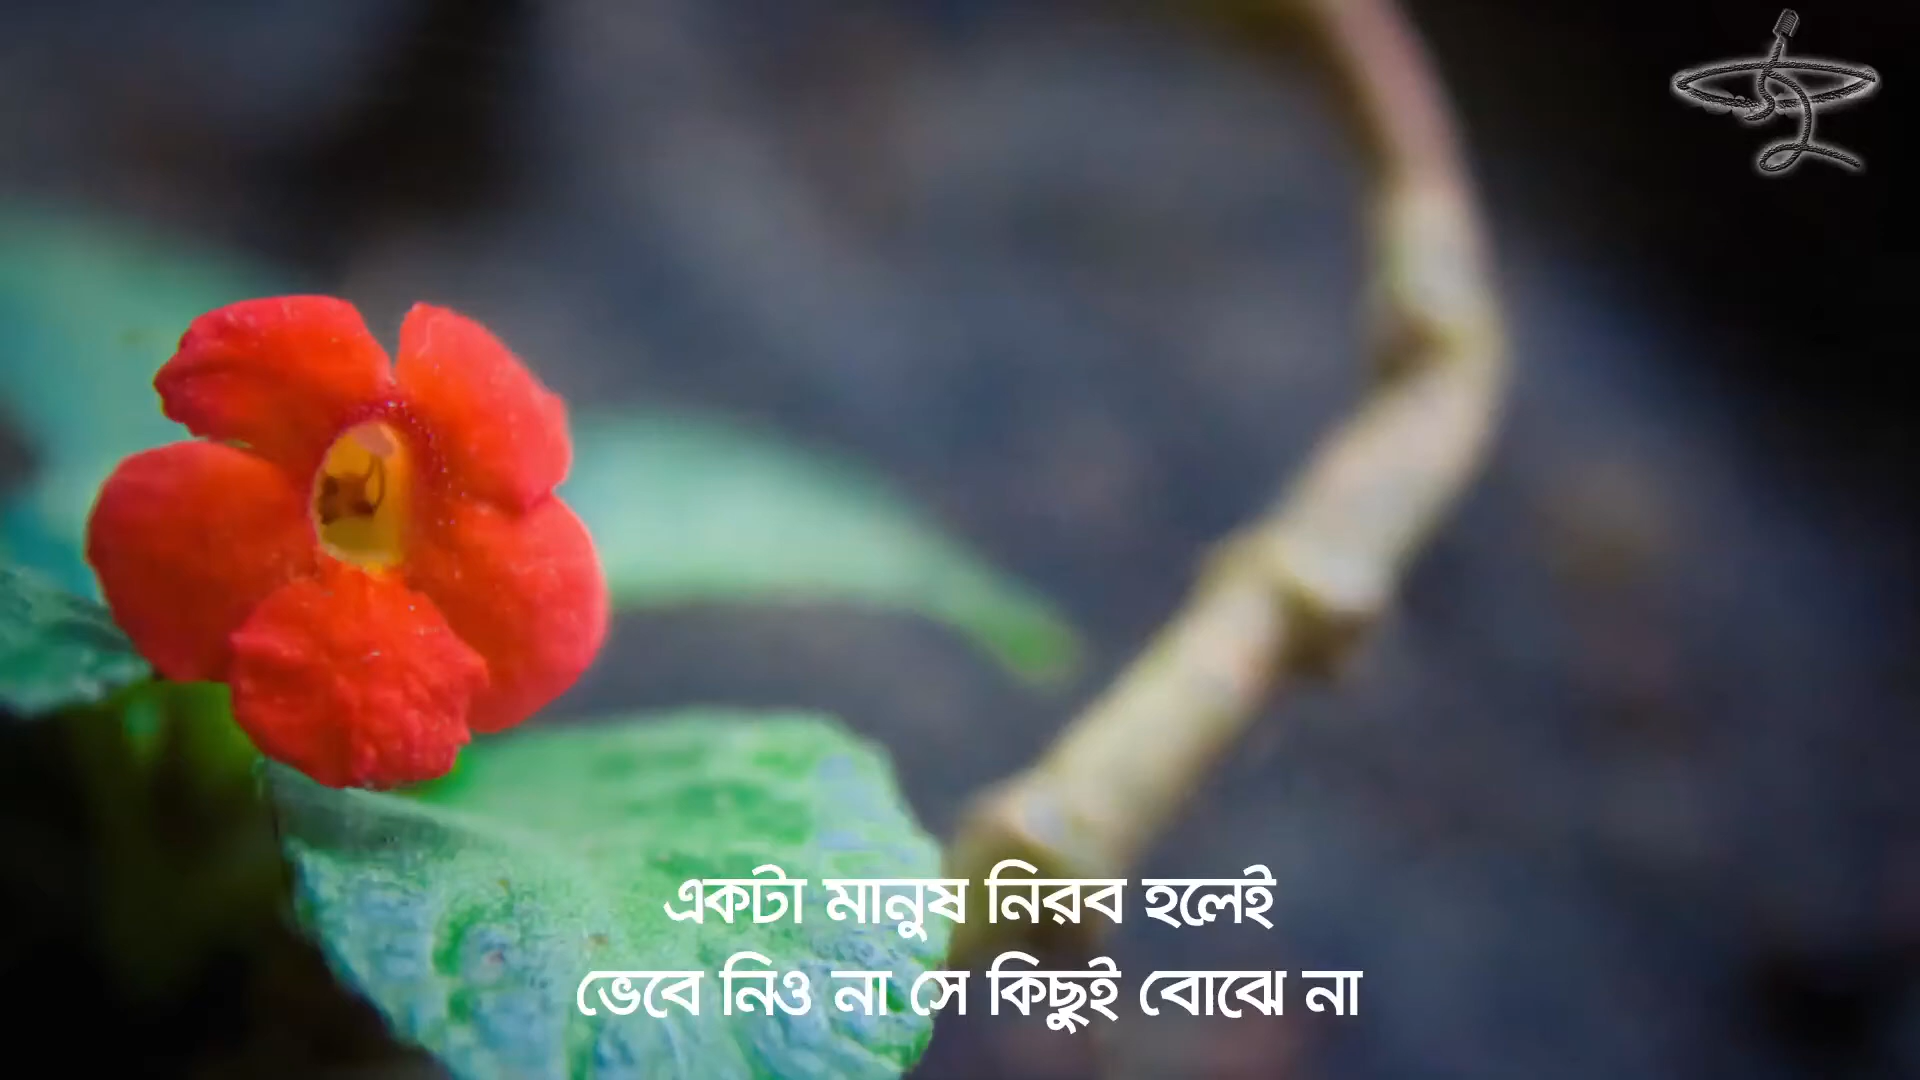 একটা মানুষ নিরব হলেই
ভেবে নিও না সে কিছুই বোঝে না